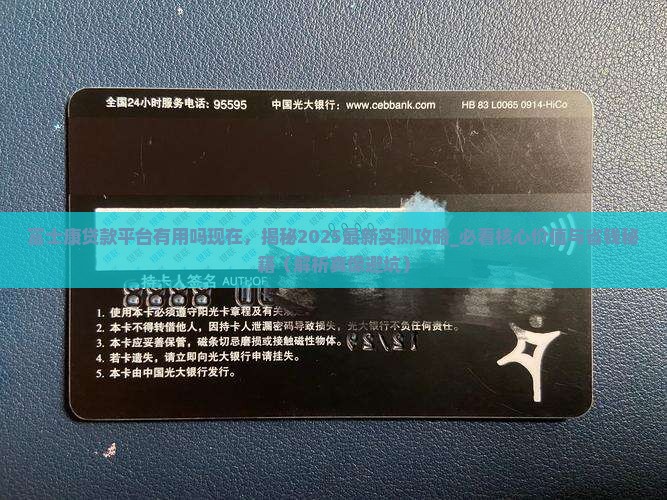 全国24小时服务电话: 95595 中国光大银行: www.cebbank.com HB 83 L0065 0914-HiCo
富士康贷款平台有用吗现在，揭秘2025最新实测攻略_必看核心价值与省钱秘
籍（解析真撸避坑）
持卡人签名 AUTHOR
1. 使用本卡必须遵守阳光卡章程及有关
2. 本卡不得转借他人，因持卡人泄漏密码导致损失，光大银行不负任何责任。
3. 本卡应妥善保管，磁条切忌磨损或接触磁性物体。
4. 若卡遗失，请立即向光大银行申请挂失。
5. 本卡由中国光大银行发行。